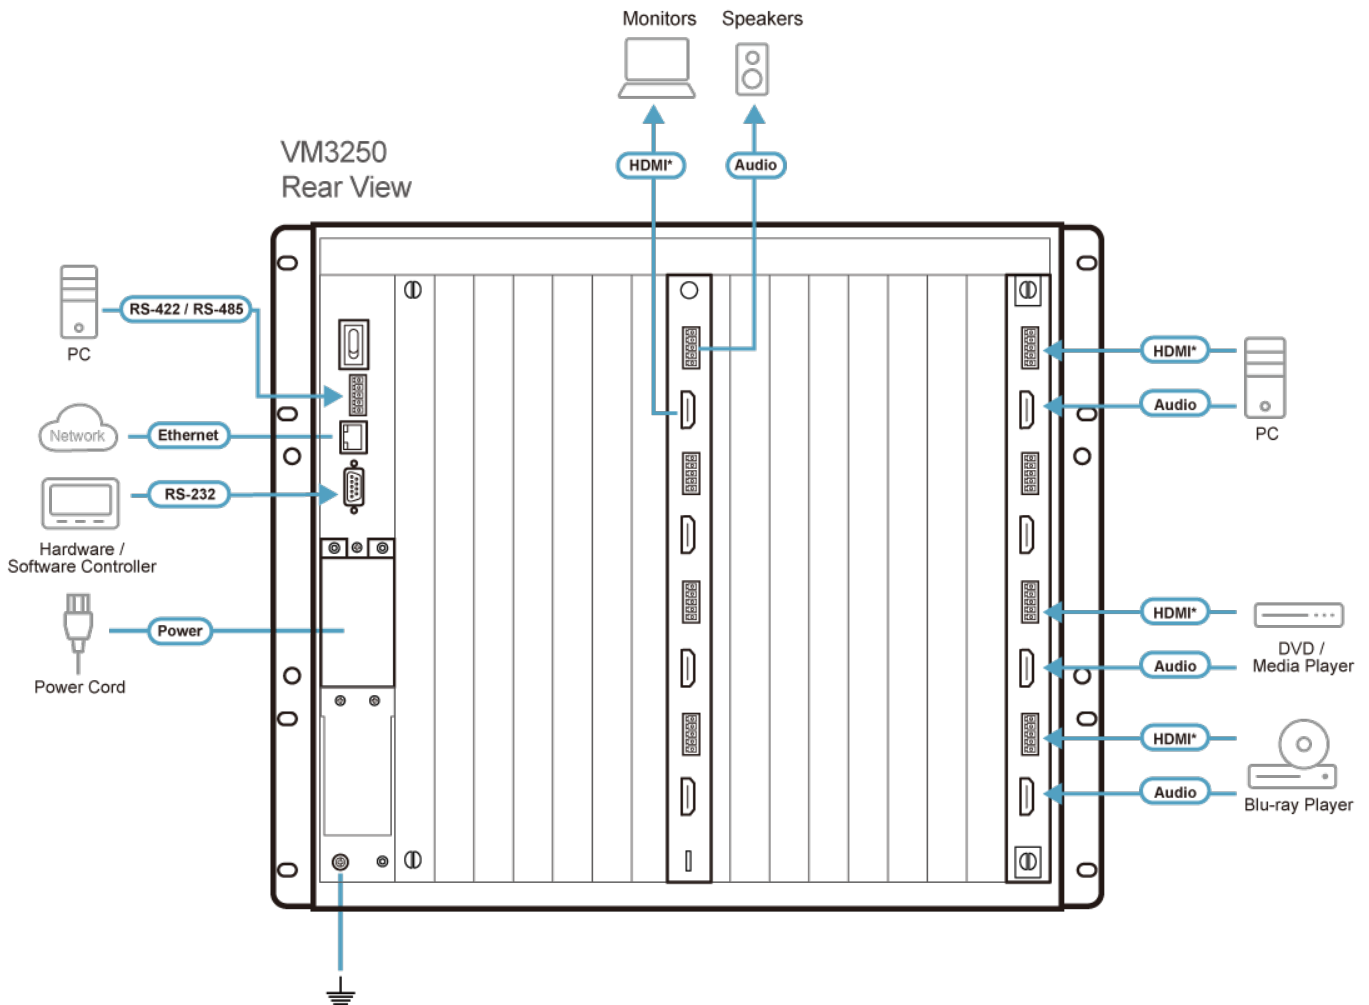 Monitors
Speakers
HDMI*
Audio
VM3250
Rear View
RS-422 / RS-485
PC
Network
Ethernet
RS-232
Hardware /
Software Controller
Power
Power Cord
HDMI*
Audio
PC
HDMI*
DVD /
Media Player
Audio
HDMI*
Audio
Blu-ray Player